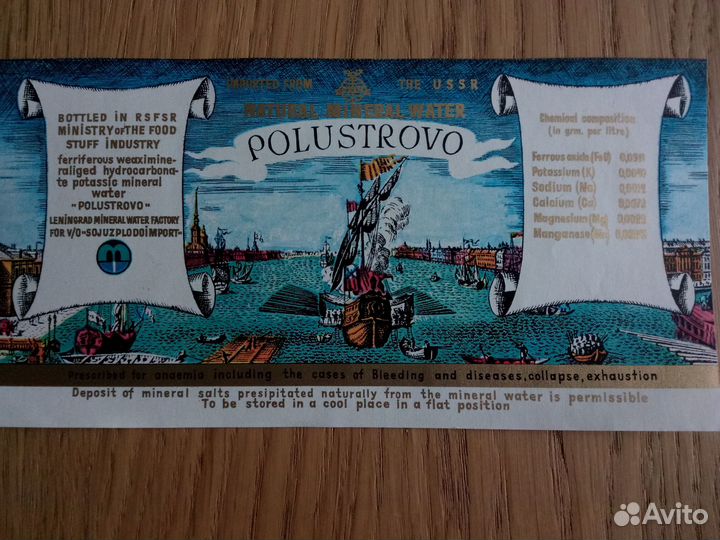 IMPORTED FROM THE USSR
NATURAL MINERAL WATER
POLUSTROVO
BOTTLED IN RSFSR
MINISTRY OF THE FOOD
STUFF INDUSTRY
ferriferous weaximine-
raliged hydrocarbona-
te potassic mineral
water
"POLUSTROVO"
LENINGRAD MINERAL WATER FACTORY
FOR V/O "SOJUZPLODOIMPORT"
Chemical composition
(in grm. per litre)
Ferrous oxide (FeO)
Potassium (K)
Sodium (Na)
Calcium (Ca)
Magnesium (Mg)
Manganese (Mn)
Prescribed for anaemia including the cases of Bleeding and diseases, collapse, exhaustion
Deposit of mineral salts presipitated naturally from the mineral water is permissible
To be stored in a cool place in a flat position
Avito